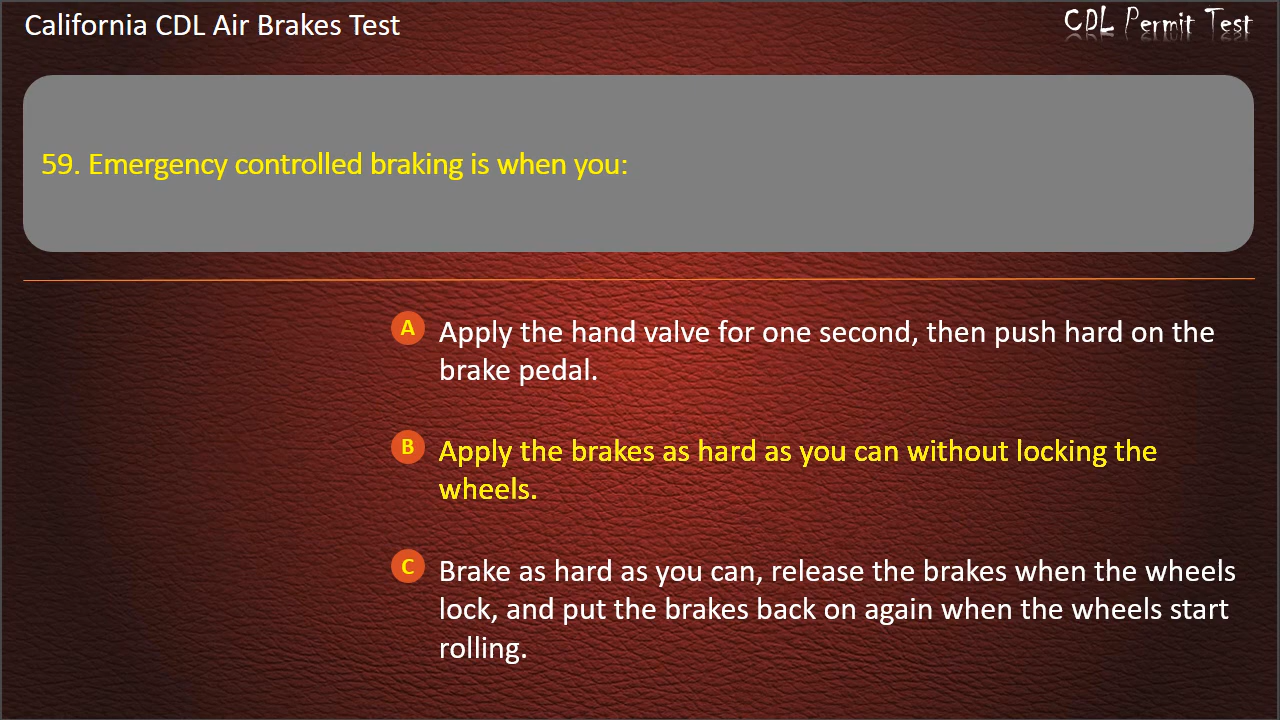 California CDL Air Brakes Test
CDL Permit Test
59. Emergency controlled braking is when you:
A Apply the hand valve for one second, then push hard on the
brake pedal.
B Apply the brakes as hard as you can without locking the
wheels.
C Brake as hard as you can, release the brakes when the wheels
lock, and put the brakes back on again when the wheels start
rolling.